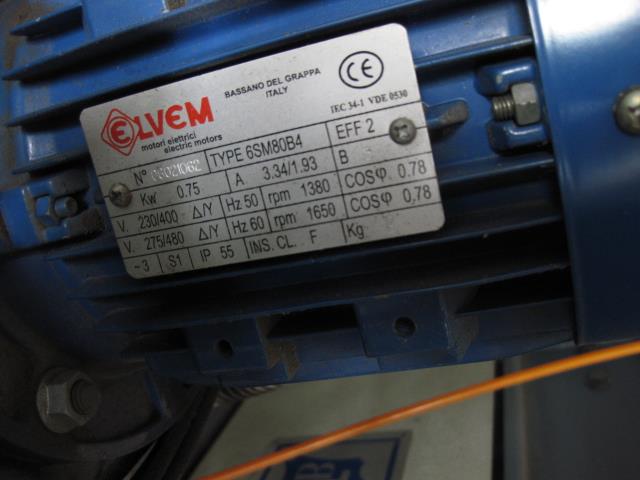 ELVEM
motori elettrici
electric motors
BASSANO DEL GRAPPA
ITALY
CE
IEC 34-1 VDE 0530
N° TYPE 6SM80B4 EFF 2
Kw 0.75 A 3.34/1.93 B
V. 230/400 Δ/Y Hz 50 rpm 1380 COSφ 0.78
V. 275/480 Δ/Y Hz 60 rpm 1650 COSφ 0.78
~3 S1 IP 55 INS. CL. F Kg
B